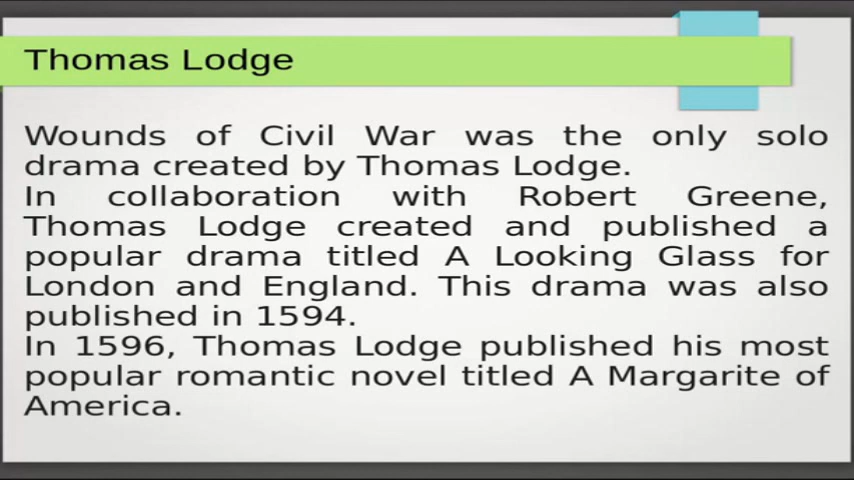 Thomas Lodge
Wounds of Civil War was the only solo
drama created by Thomas Lodge.
In collaboration with Robert Greene,
Thomas Lodge created and published a
popular drama titled A Looking Glass for
London and England. This drama was also
published in 1594.
In 1596, Thomas Lodge published his most
popular romantic novel titled A Margarite of
America.